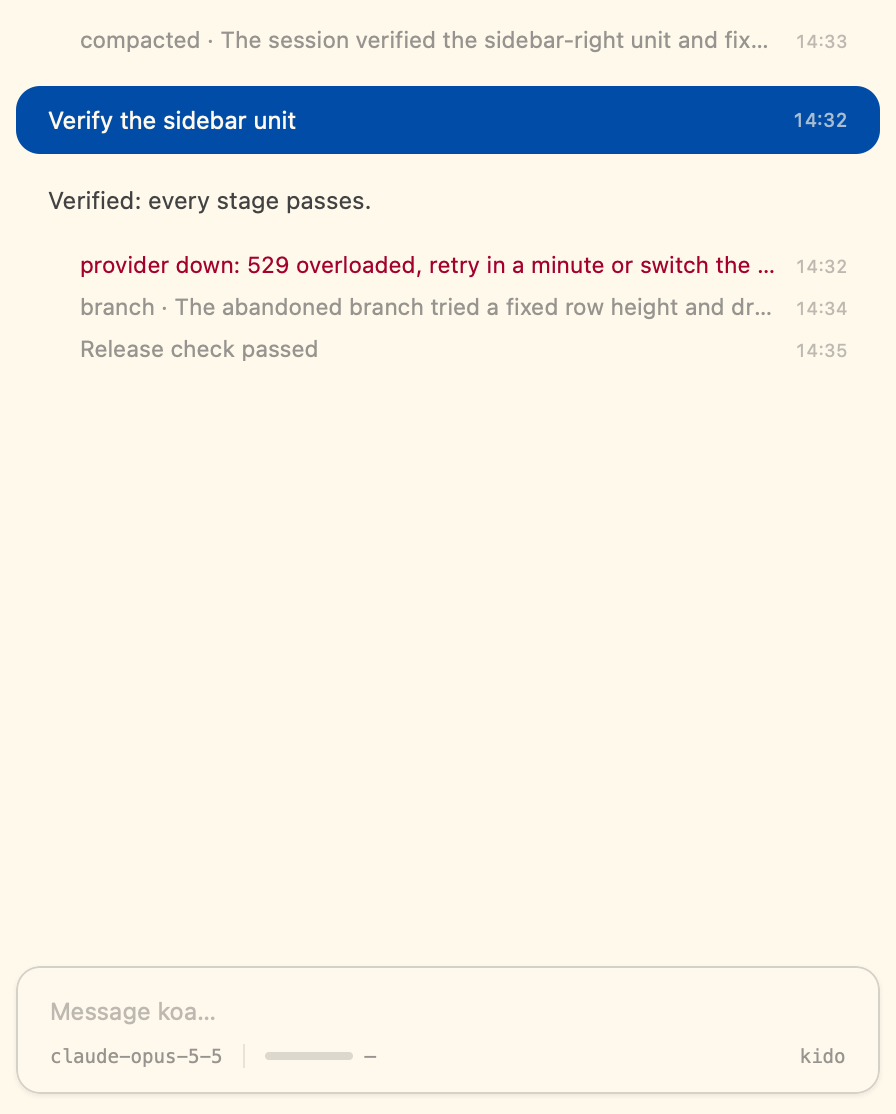 compacted · The session verified the sidebar-right unit and fix... 14:33
Verify the sidebar unit 14:32
Verified: every stage passes.
provider down: 529 overloaded, retry in a minute or switch the ... 14:32
branch · The abandoned branch tried a fixed row height and dr... 14:34
Release check passed 14:35
Message koa...
claude-opus-5-5 – kido